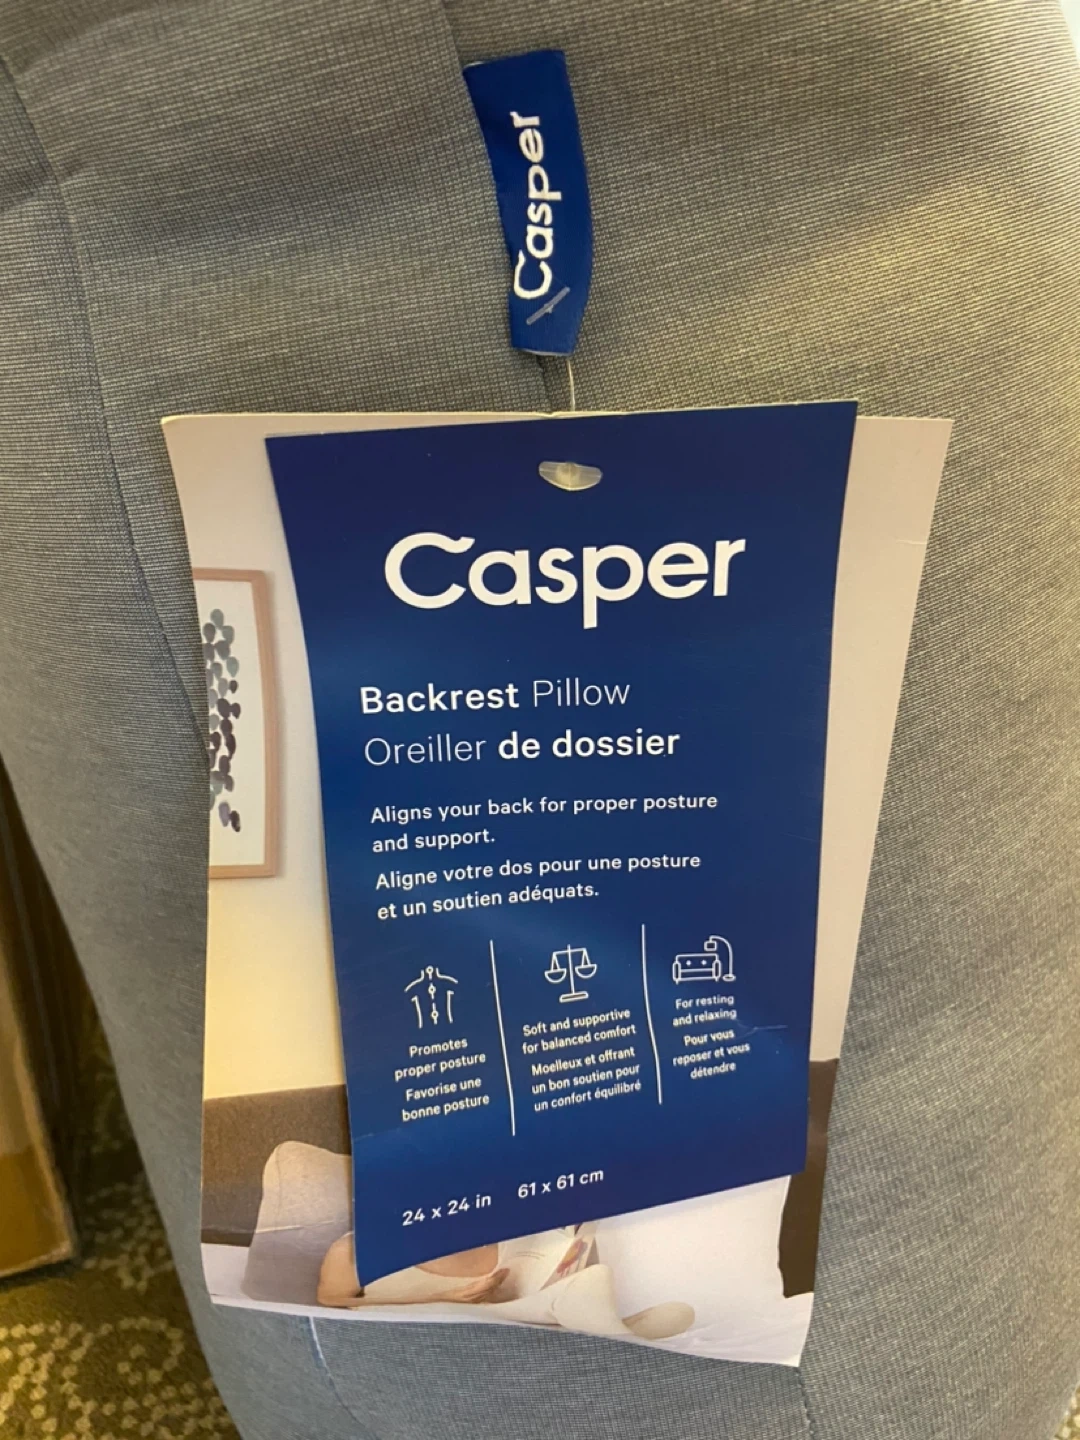 Casper
Casper
Backrest Pillow
Oreiller de dossier
Aligns your back for proper posture
and support.
Aligne votre dos pour une posture
et un soutien adéquats.
Promotes
proper posture
Favorise une
bonne posture
Soft and supportive
for balanced comfort
Moelleux et offrant
un bon soutien pour
un confort équilibré
For resting
and relaxing
Pour vous
reposer et vous
détendre
24 x 24 in 61 x 61 cm